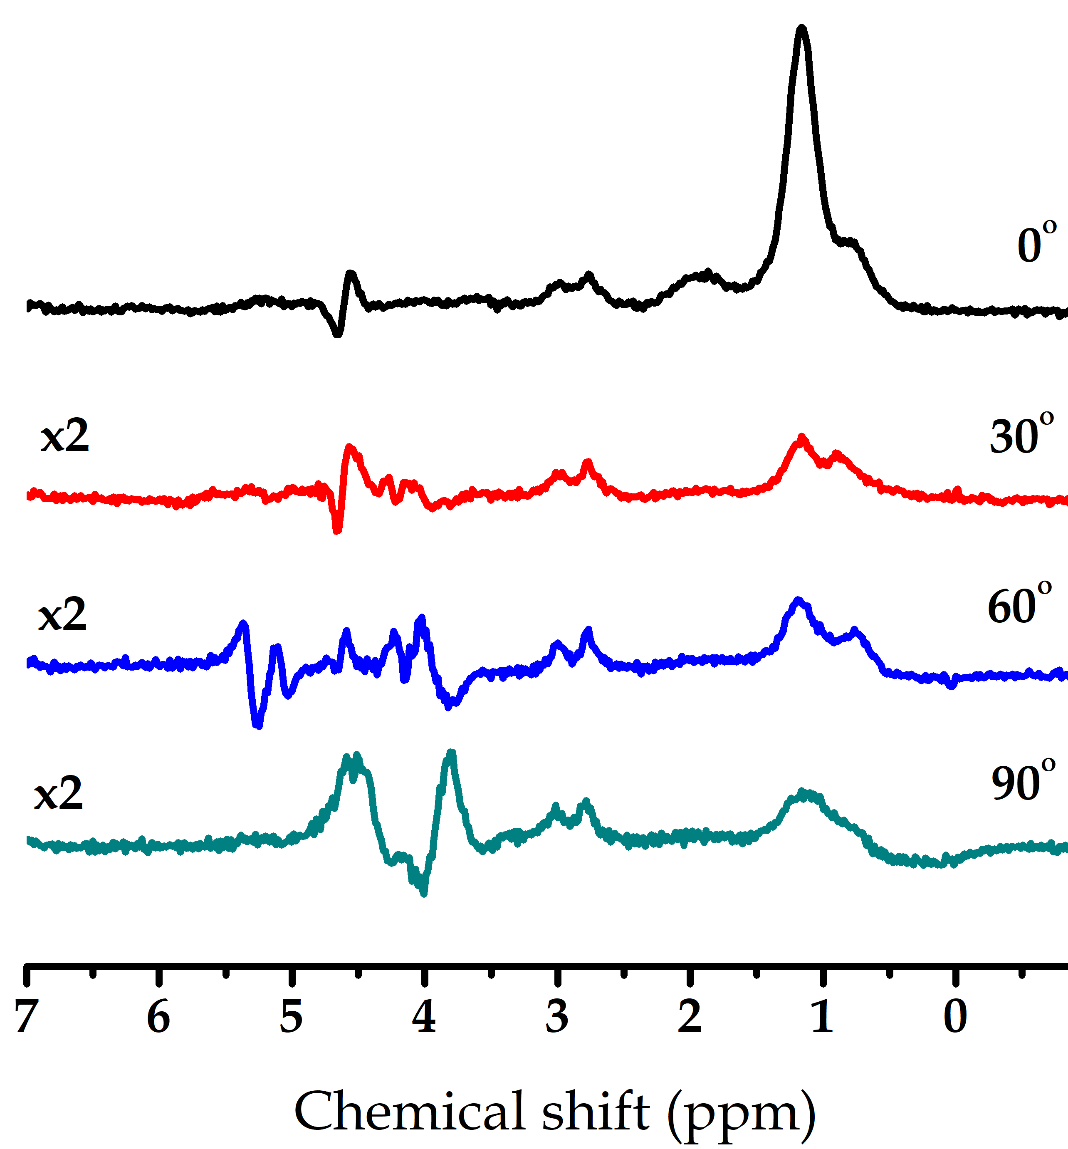 0°
x2 30°
x2 60°
x2 90°
7 6 5 4 3 2 1 0
Chemical shift (ppm)